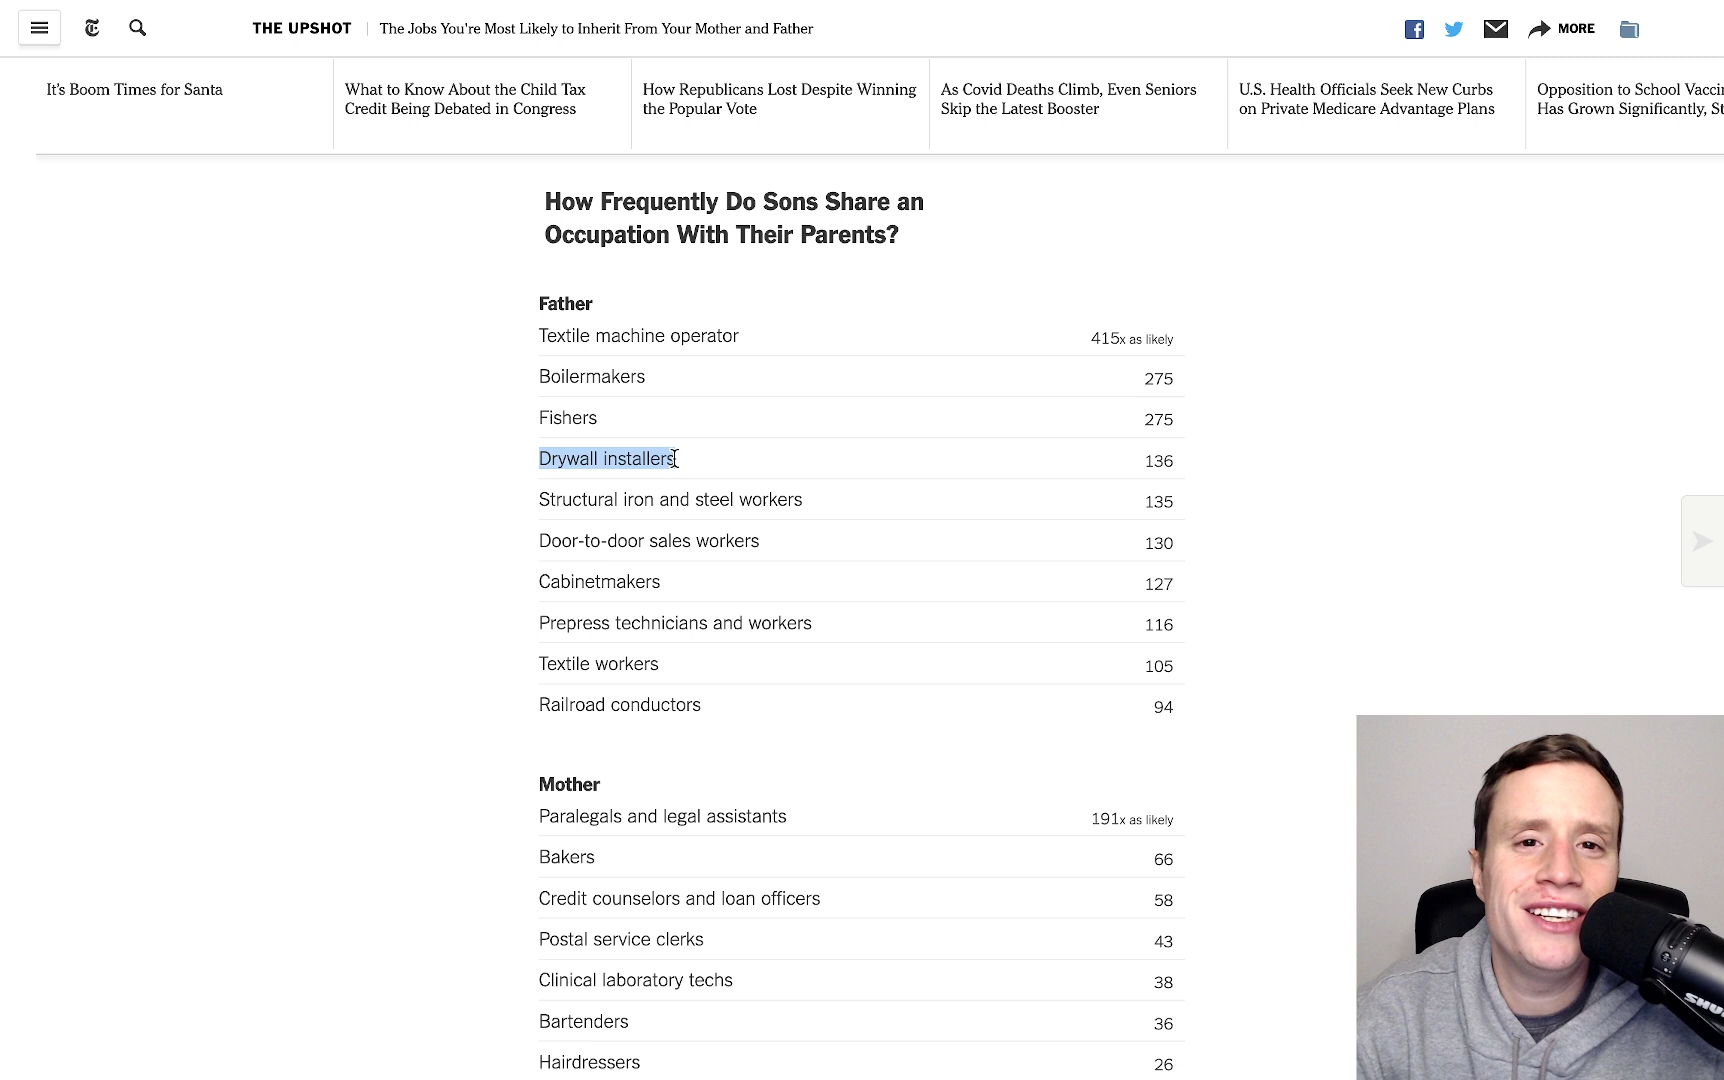 THE UPSHOT The Jobs You're Most Likely to Inherit From Your Mother and Father
MORE
It's Boom Times for Santa
What to Know About the Child Tax
Credit Being Debated in Congress
How Republicans Lost Despite Winning
the Popular Vote
As Covid Deaths Climb, Even Seniors
Skip the Latest Booster
U.S. Health Officials Seek New Curbs
on Private Medicare Advantage Plans
Opposition to School
Has Grown Significantly,
How Frequently Do Sons Share an
Occupation With Their Parents?
Father
Textile machine operator 415x as likely
Boilermakers 275
Fishers 275
Drywall installers 136
Structural iron and steel workers 135
Door-to-door sales workers 130
Cabinetmakers 127
Prepress technicians and workers 116
Textile workers 105
Railroad conductors 94
Mother
Paralegals and legal assistants 191x as likely
Bakers 66
Credit counselors and loan officers 58
Postal service clerks 43
Clinical laboratory techs 38
Bartenders 36
Hairdressers 26